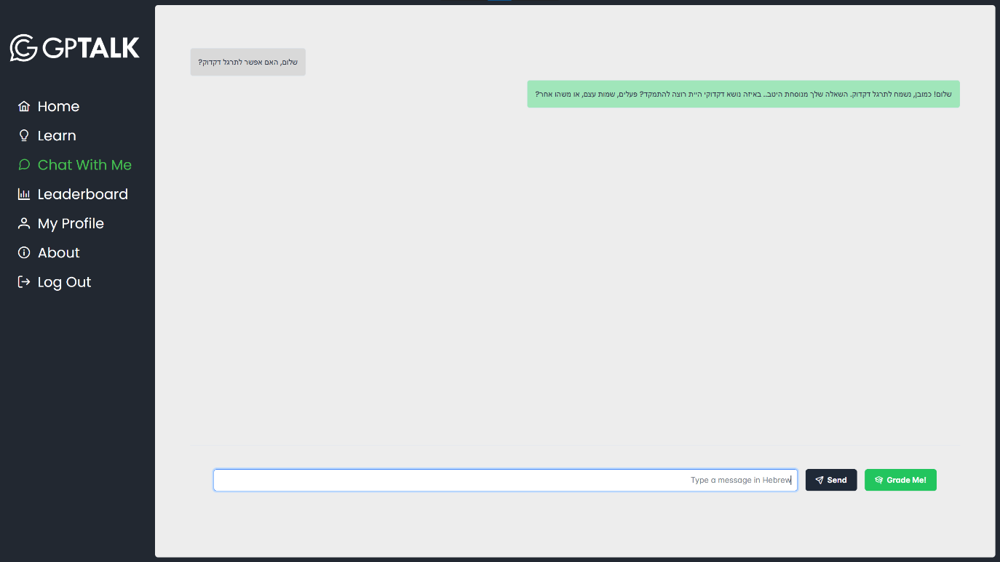 GPTALK
Home
Learn
Chat With Me
Leaderboard
My Profile
About
Log Out
שלום, האם אפשר לתרגל דקדוק?
שלום! כמובן, נשמח לתרגל דקדוק. השאלה שלך מנוסחת היטב.. באיזה נושא דקדוקי היית רוצה להתמקד? פעלים, שמות עצם, או משהו אחר?
Type a message in Hebrew
Send
Grade Me!